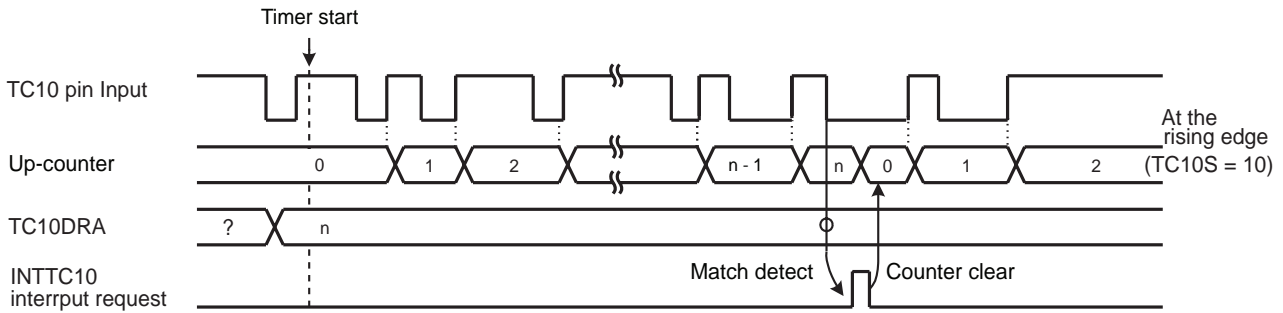 Timer start
TC10 pin Input
At the
rising edge
(TC10S = 10)
Up-counter
0 1 2 n - 1 n 0 1 2
TC10DRA
? n
Match detect Counter clear
INTTC10
interrput request